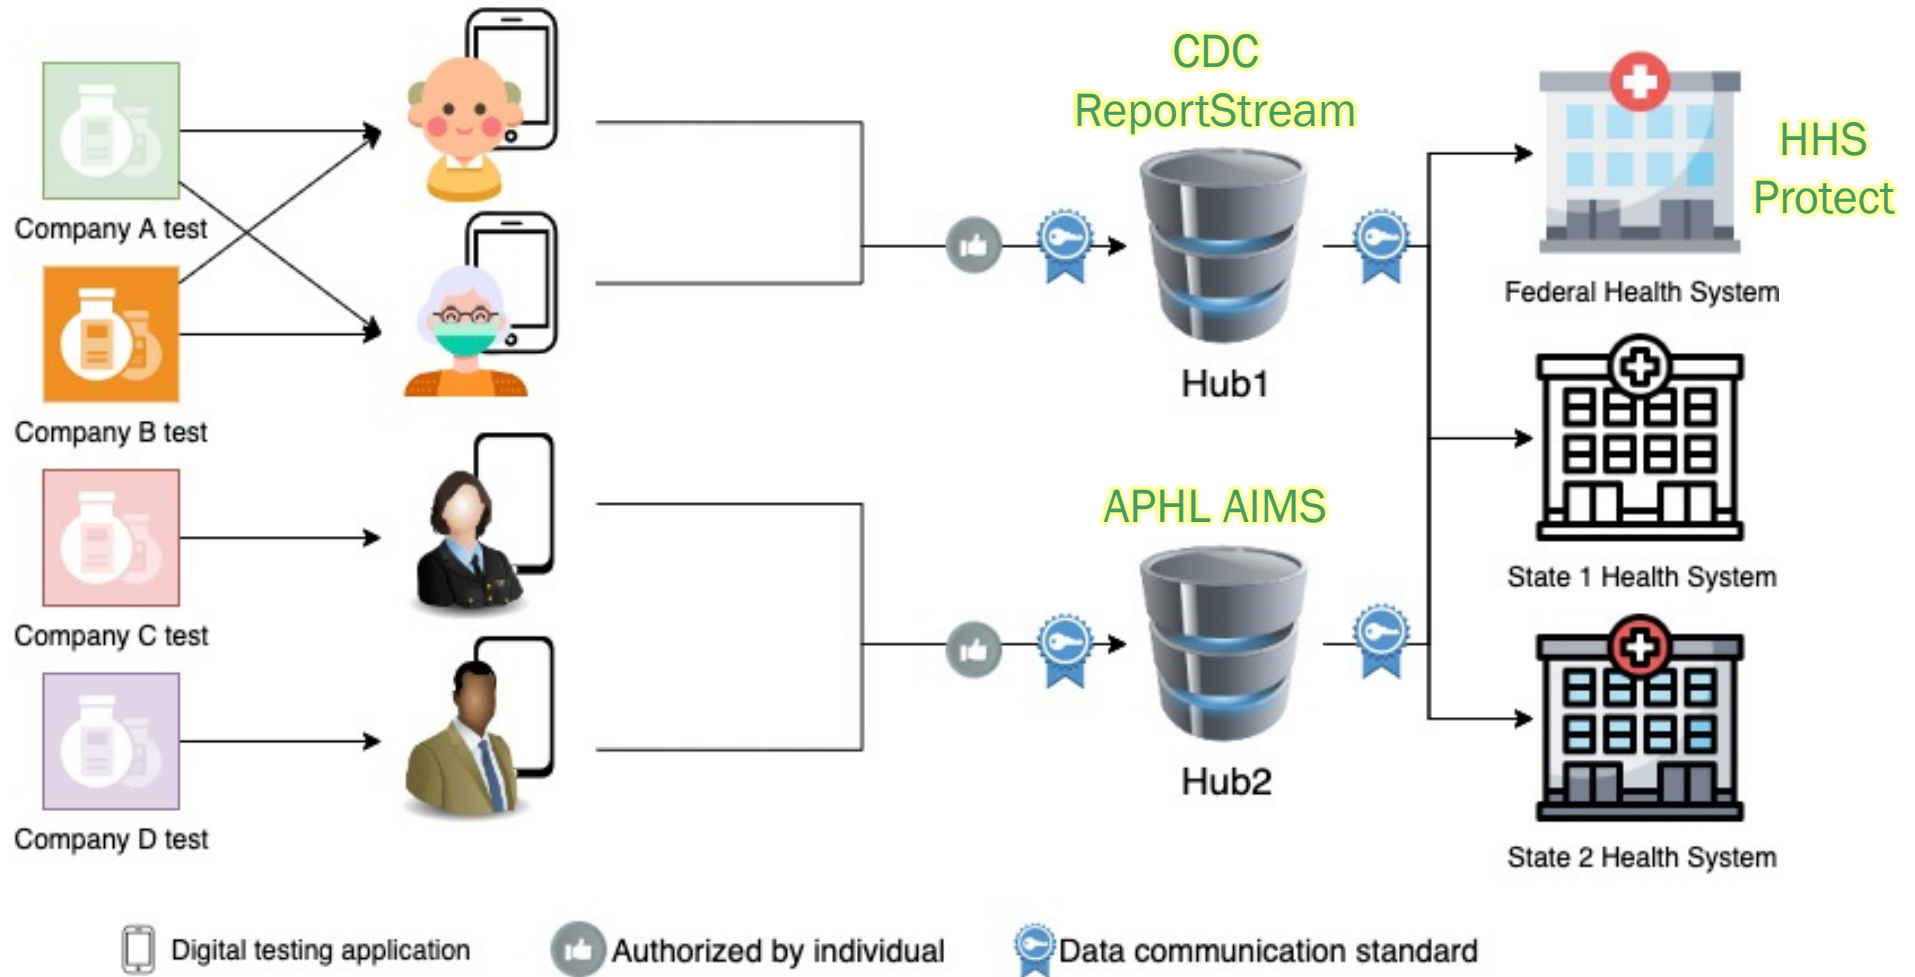 Company A test
Company B test
Company C test
Company D test
CDC
ReportStream
Hub1
APHL AIMS
Hub2
HHS
Protect
Federal Health System
State 1 Health System
State 2 Health System
Digital testing application
Authorized by individual
Data communication standard